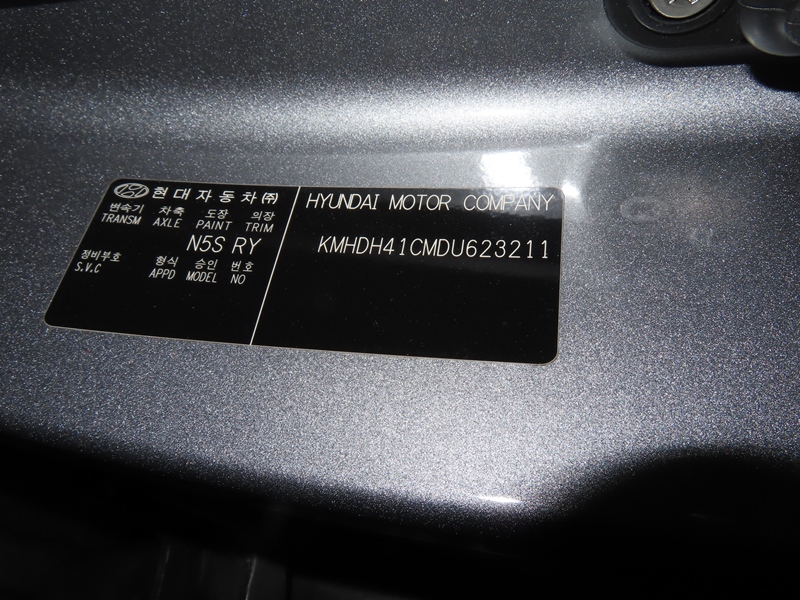 현대자동차(주)
변속기 차축 도장 의장
TRANSM AXLE PAINT TRIM
N5S RY
정비부호 형식 승인 번호
S.V.C APPD MODEL NO
HYUNDAI MOTOR COMPANY
KMHDH41CMDU623211